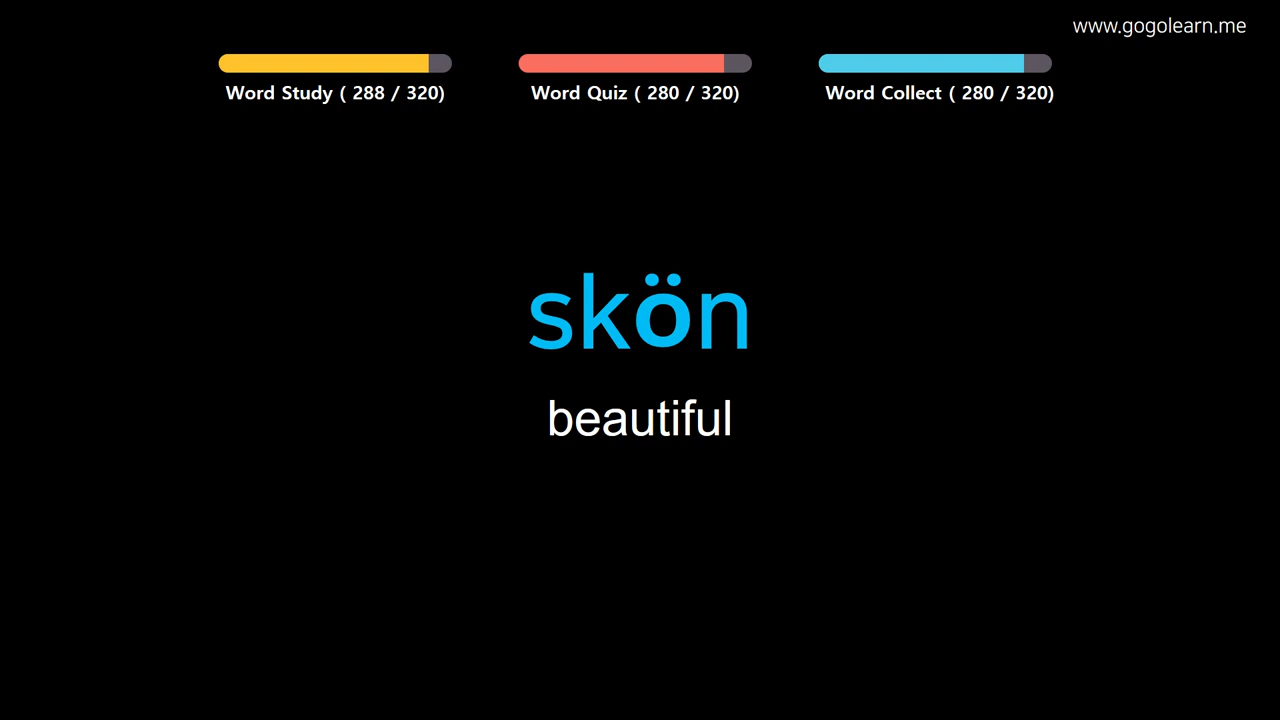 www.gogolearn.me
Word Study ( 288 / 320)
Word Quiz ( 280 / 320)
Word Collect ( 280 / 320)
skön
beautiful